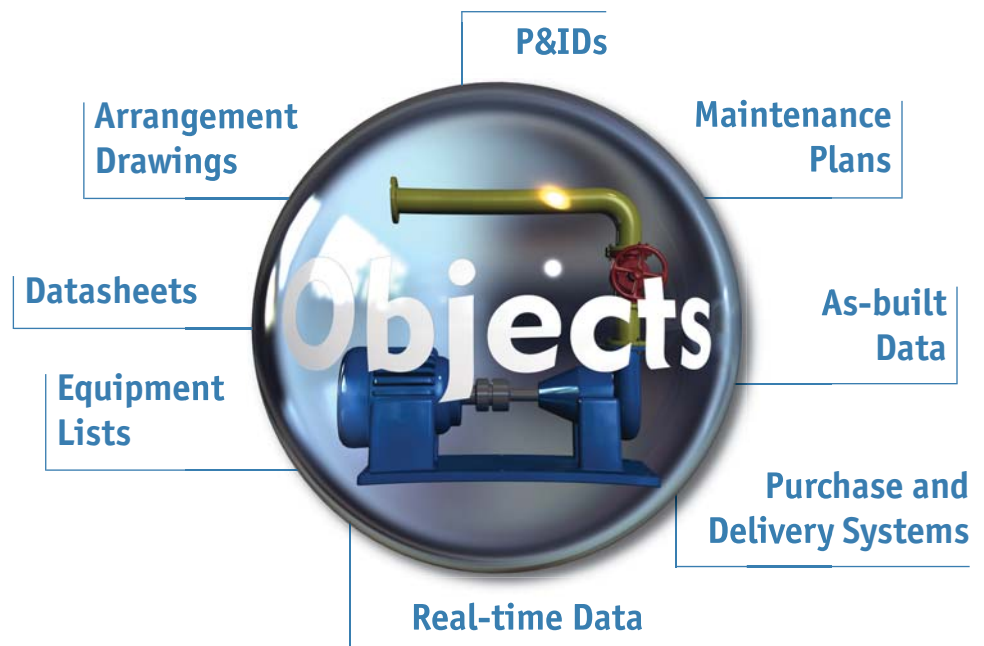 P&IDs
Arrangement
Drawings
Maintenance
Plans
Datasheets
Objects
As-built
Data
Equipment
Lists
Purchase and
Delivery Systems
Real-time Data